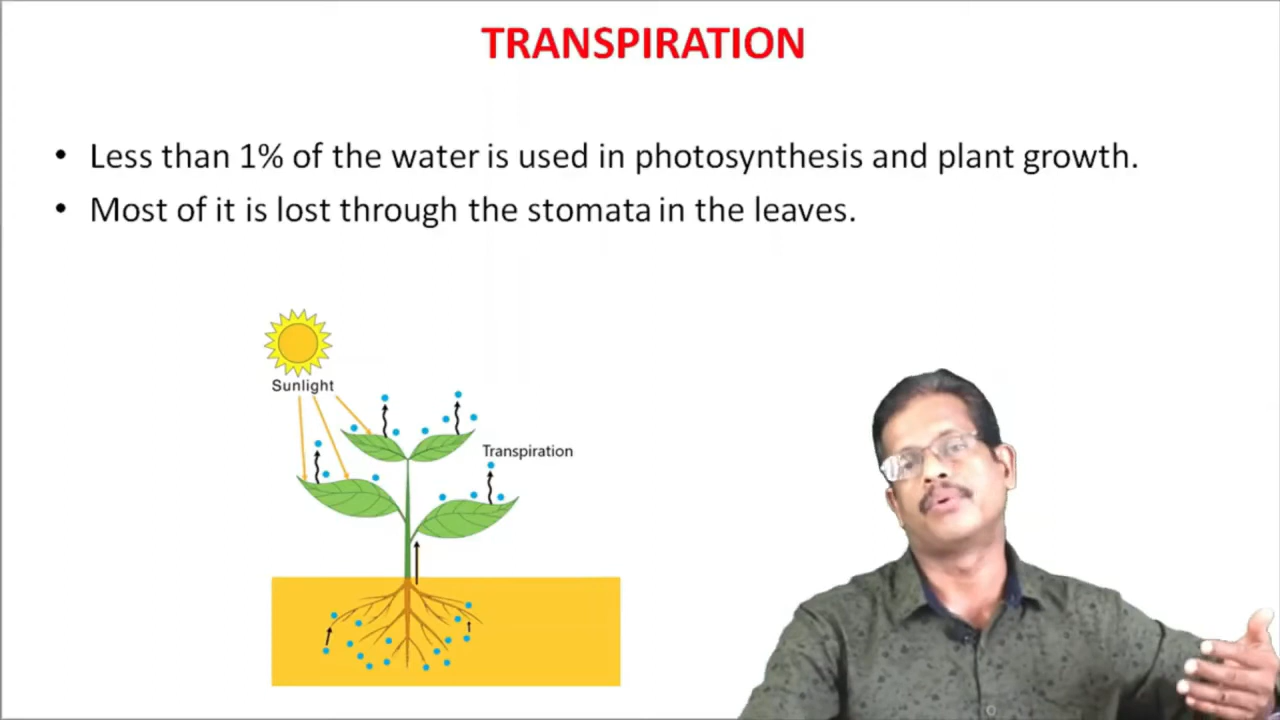 TRANSPIRATION
• Less than 1% of the water is used in photosynthesis and plant growth.
• Most of it is lost through the stomata in the leaves.
Sunlight
Transpiration